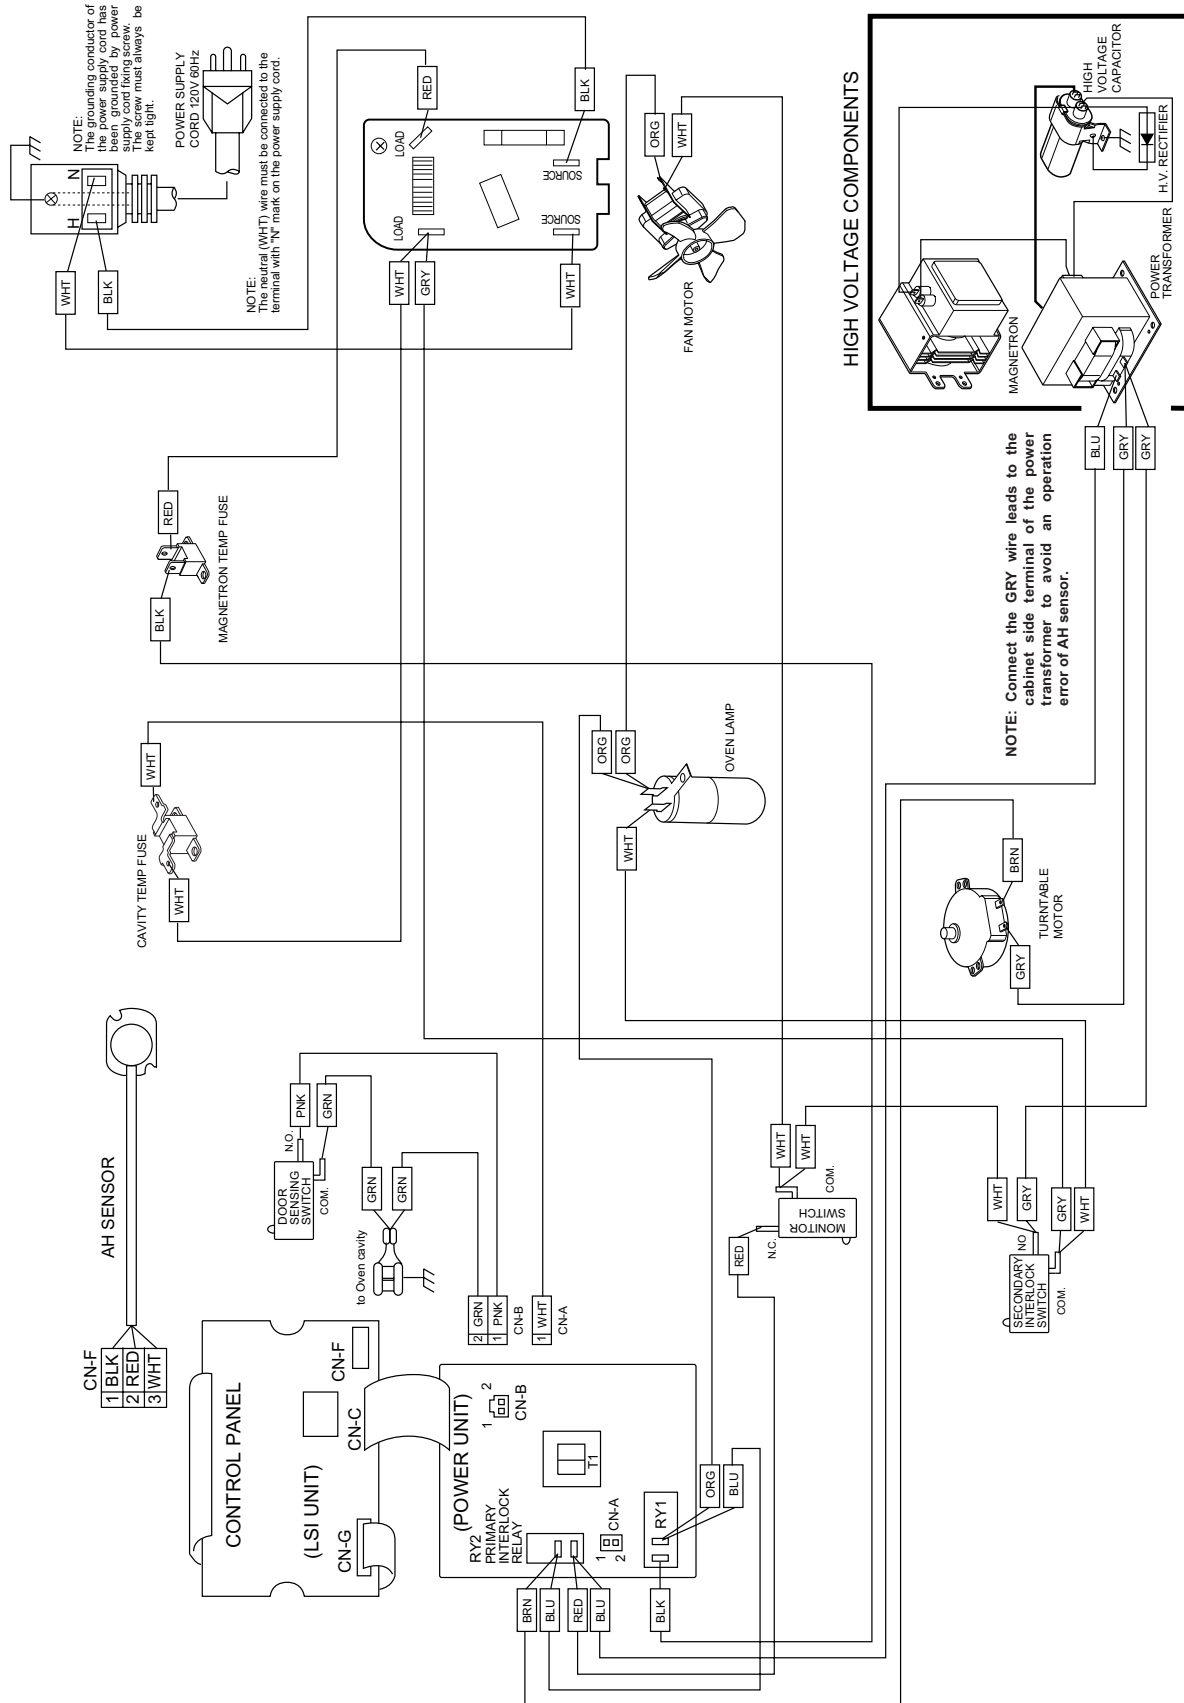 NOTE:
The grounding conductor of
the power supply cord has
been grounded by power
supply cord fixing screw.
The screw must always be
kept tight.
POWER SUPPLY
CORD 120V 60Hz
N
H
WHT
BLK
NOTE:
The neutral (WHT) wire must be connected to the
terminal with "N" mark on the power supply cord.
RED
BLK
LOAD
LOAD
SOURCE
SOURCE
WHT
GRY
WHT
ORG
WHT
FAN MOTOR
HIGH VOLTAGE COMPONENTS
HIGH
VOLTAGE
CAPACITOR
H.V. RECTIFIER
MAGNETRON
POWER
TRANSFORMER
BLU
GRY
GRY
NOTE: Connect the GRY wire leads to the
cabinet side terminal of the power
transformer to avoid an operation
error of AH sensor.
RED
BLK
MAGNETRON TEMP FUSE
WHT
WHT
CAVITY TEMP FUSE
ORG
ORG
WHT
OVEN LAMP
BRN
GRY
TURNTABLE
MOTOR
AH SENSOR
CN-F
1 BLK
2 RED
3 WHT
PNK
GRN
N.O.
COM.
DOOR
SENSING
SWITCH
GRN
GRN
to Oven cavity
2 GRN
1 PNK
CN-B
1 WHT
CN-A
WHT
WHT
COM.
MONITOR
SWITCH
N.C.
RED
WHT
GRY
GRY
WHT
NO
COM.
SECONDARY
INTERLOCK
SWITCH
CONTROL PANEL
(LSI UNIT)
CN-F
CN-C
CN-G
(POWER UNIT)
1 2
CN-B
T1
RY2
PRIMARY
INTERLOCK
RELAY
1 2
CN-A
RY1
ORG
BLU
BRN
BLU
RED
BLU
BLK